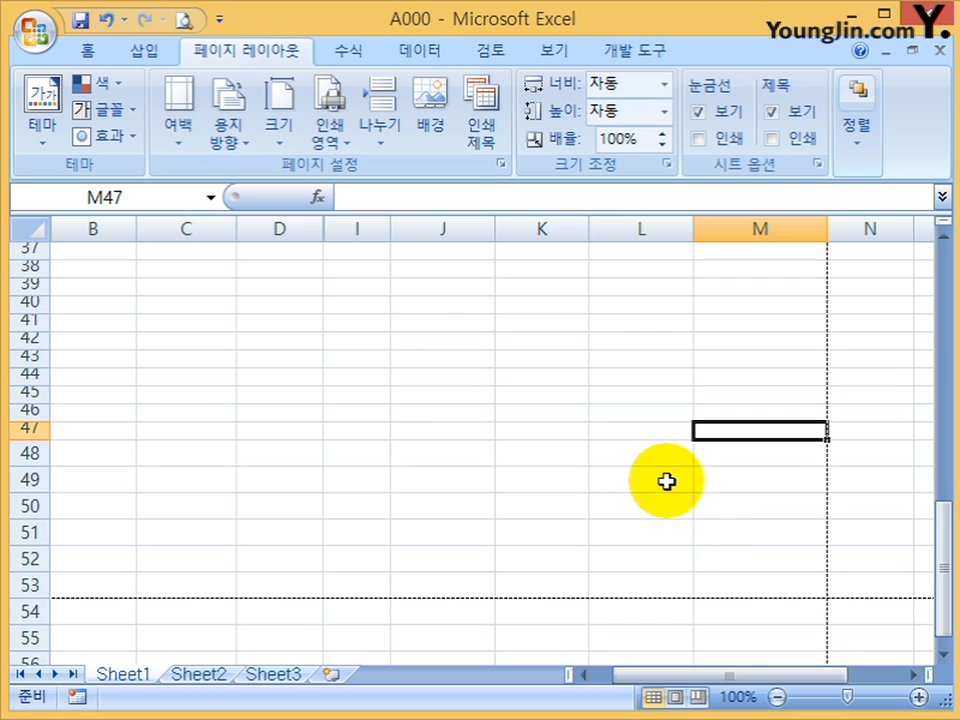 A000 - Microsoft Excel
YoungJin.com Y.
홈 삽입 페이지 레이아웃 수식 데이터 검토 보기 개발 도구
테마 색 글꼴 효과
테마
여백 용지 방향 크기 인쇄 영역 나누기 배경 인쇄 제목
페이지 설정
너비: 자동
높이: 자동
배율: 100%
크기 조정
눈금선 제목
보기 보기
인쇄 인쇄
시트 옵션
정렬
M47 fx
B C D I J K L M N
37
38
39
40
41
42
43
44
45
46
47
48
49
50
51
52
53
54
55
56
Sheet1 Sheet2 Sheet3
준비 100%